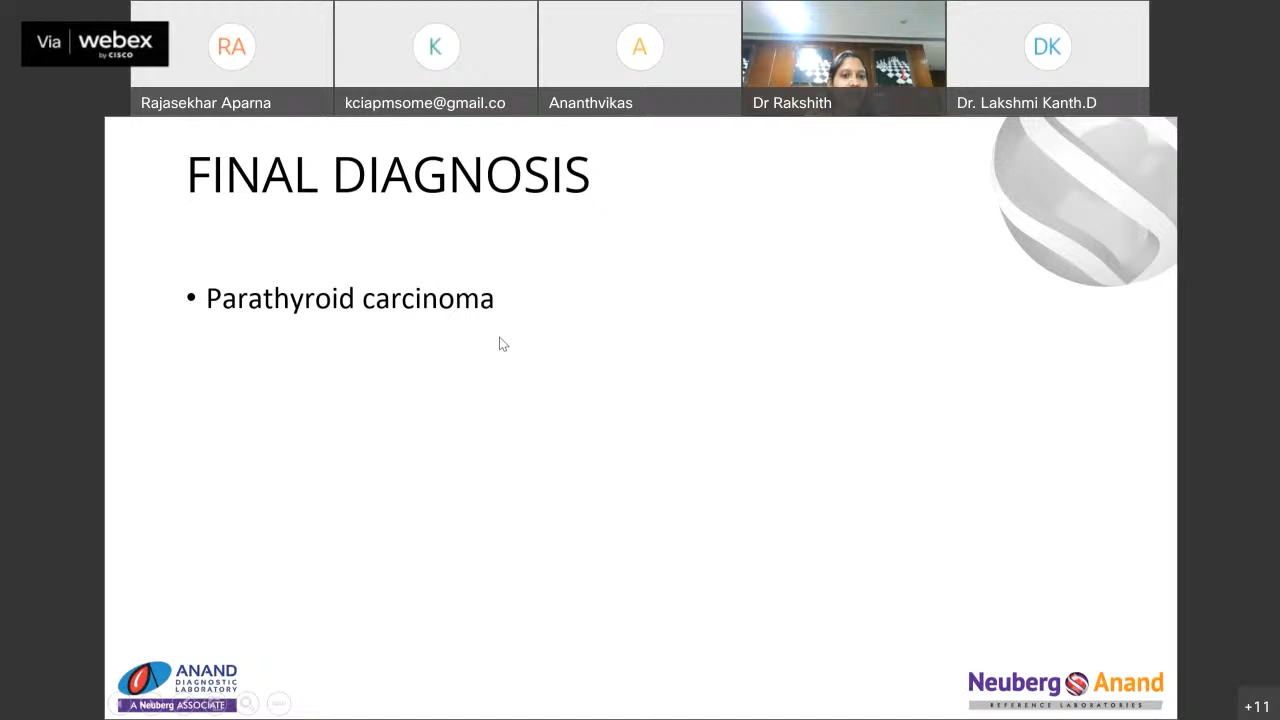 Via webex
by CISCO
RA
K
A
DK
Rajasekhar Aparna
kciapmsome@gmail.co
Ananthvikas
Dr Rakshith
Dr. Lakshmi Kanth.D
FINAL DIAGNOSIS
• Parathyroid carcinoma
ANAND
DIAGNOSTIC
LABORATORY
A Neuberg ASSOCIATE
Neuberg Anand
REFERENCE LABORATORIES
+11